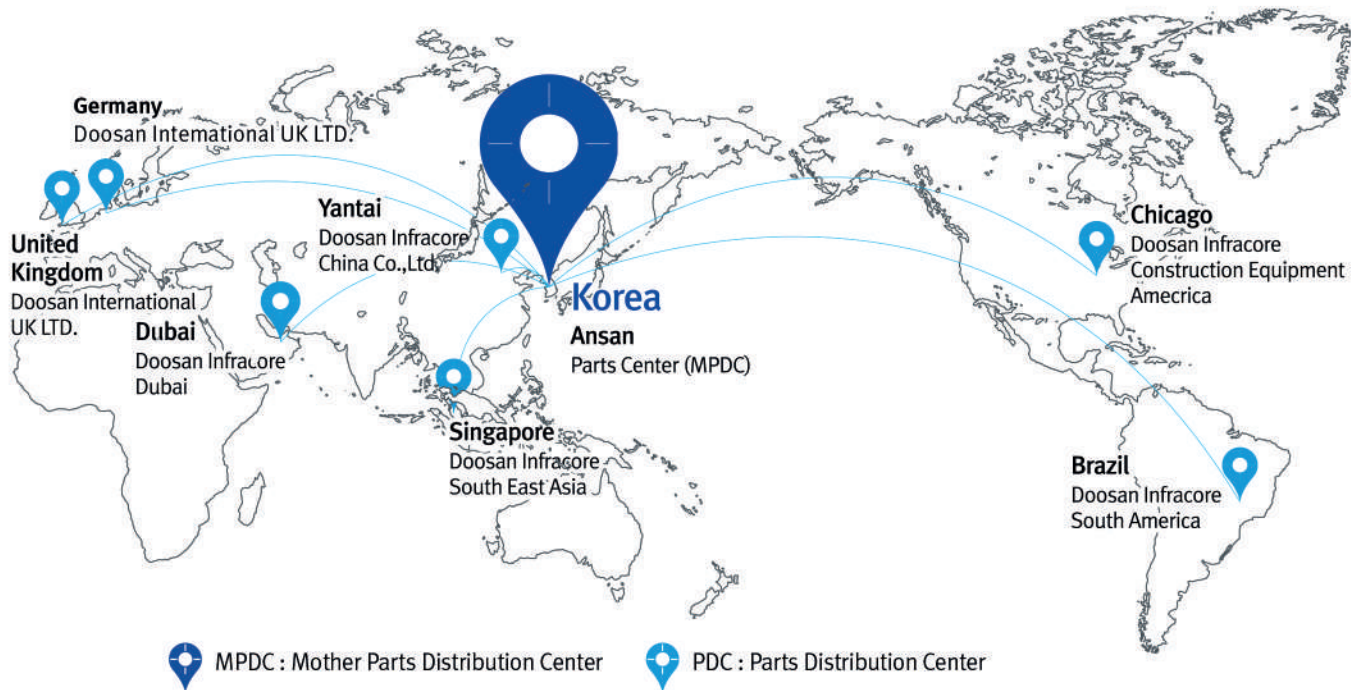 Germany
Doosan International UK LTD.
United
Kingdom
Doosan International
UK LTD.
Dubai
Doosan Infracore
Dubai
Yantai
Doosan Infracore
China Co.,Ltd.
Korea
Ansan
Parts Center (MPDC)
Singapore
Doosan Infracore
South East Asia
Chicago
Doosan Infracore
Construction Equipment
Amecrica
Brazil
Doosan Infracore
South America
MPDC : Mother Parts Distribution Center
PDC : Parts Distribution Center